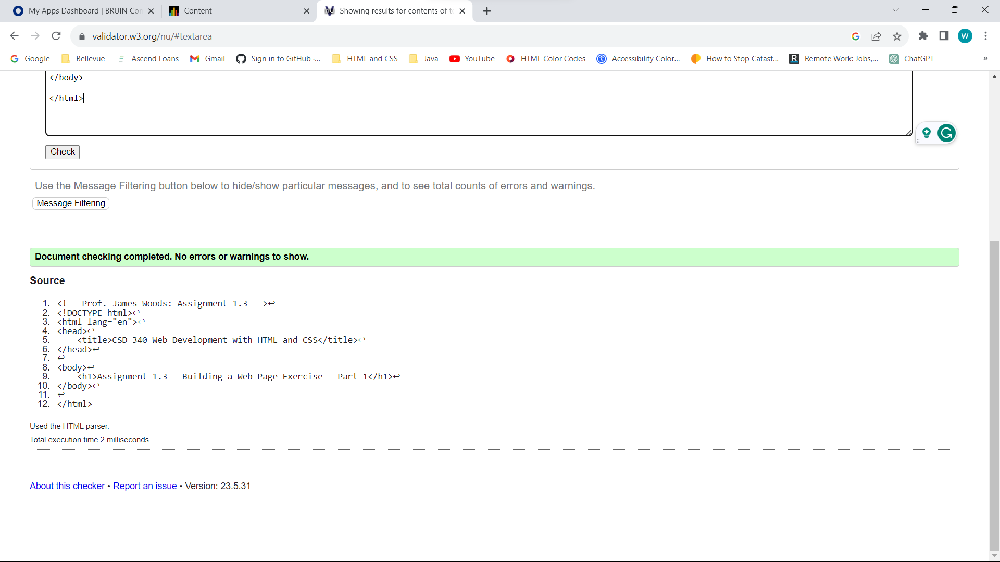 My Apps Dashboard | BRUIN Con
Content
Showing results for contents of te
validator.w3.org/nu/#textarea
W
Google
Bellevue
Ascend Loans
Gmail
Sign in to GitHub ·...
HTML and CSS
Java
YouTube
HTML Color Codes
Accessibility Color...
How to Stop Catast...
Remote Work: Jobs,...
ChatGPT
»
</body>
</html>
Check
Use the Message Filtering button below to hide/show particular messages, and to see total counts of errors and warnings.
Message Filtering
Document checking completed. No errors or warnings to show.
Source
1. <!-- Prof. James Woods: Assignment 1.3 -->↩
2. <!DOCTYPE html>↩
3. <html lang="en">↩
4. <head>↩
5. <title>CSD 340 Web Development with HTML and CSS</title>↩
6. </head>↩
7. ↩
8. <body>↩
9. <h1>Assignment 1.3 - Building a Web Page Exercise - Part 1</h1>↩
10. </body>↩
11. ↩
12. </html>
Used the HTML parser.
Total execution time 2 milliseconds.
About this checker • Report an issue • Version: 23.5.31